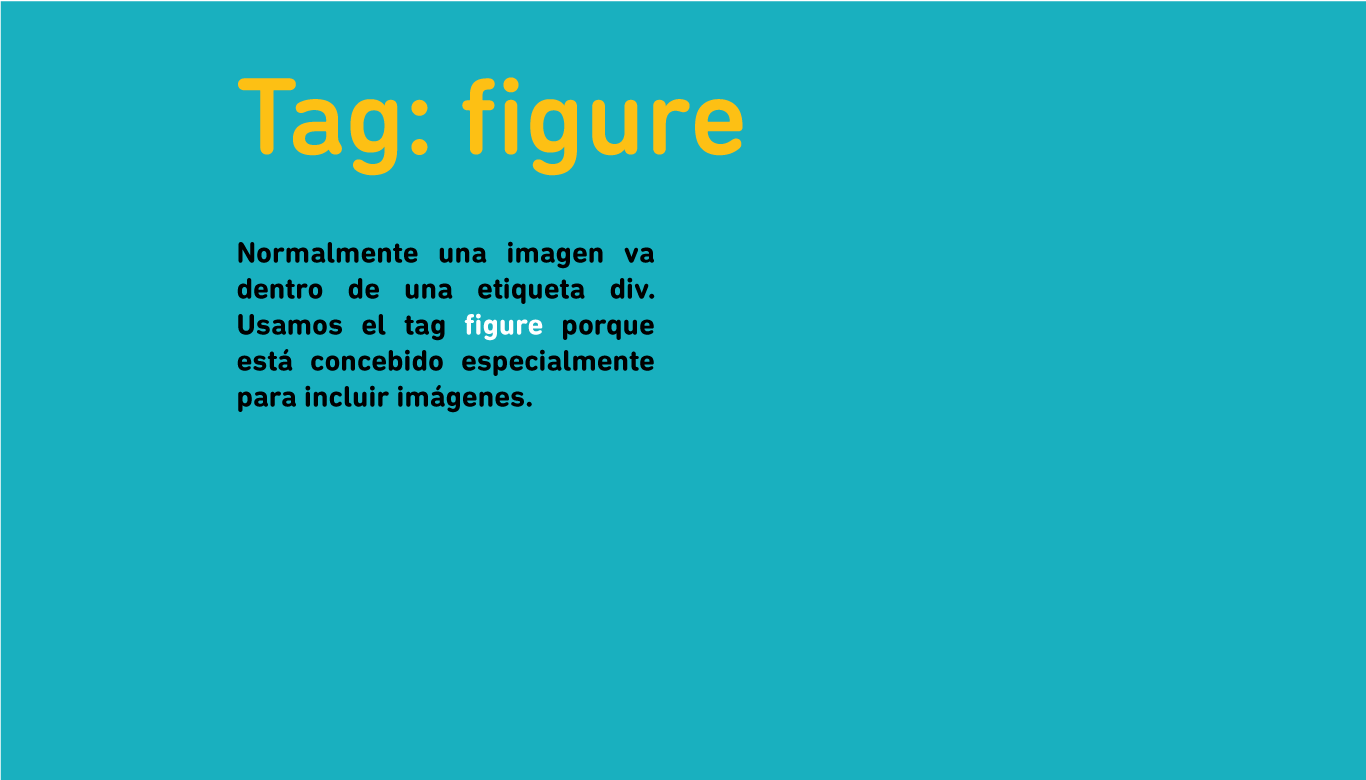 Tag: figure
Normalmente una imagen va
dentro de una etiqueta div.
Usamos el tag figure porque
está concebido especialmente
para incluir imágenes.